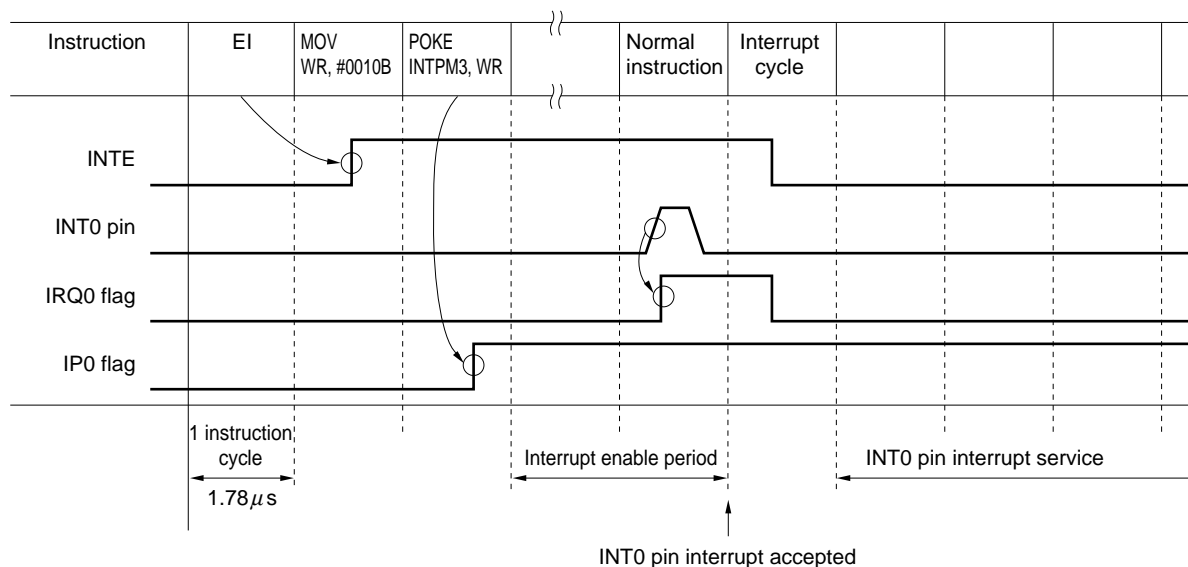 Instruction
EI
MOV
WR, #0010B
POKE
INTPM3, WR
Normal
instruction
Interrupt
cycle
INTE
INT0 pin
IRQ0 flag
IP0 flag
1 instruction
cycle
1.78μs
Interrupt enable period
INT0 pin interrupt service
INT0 pin interrupt accepted